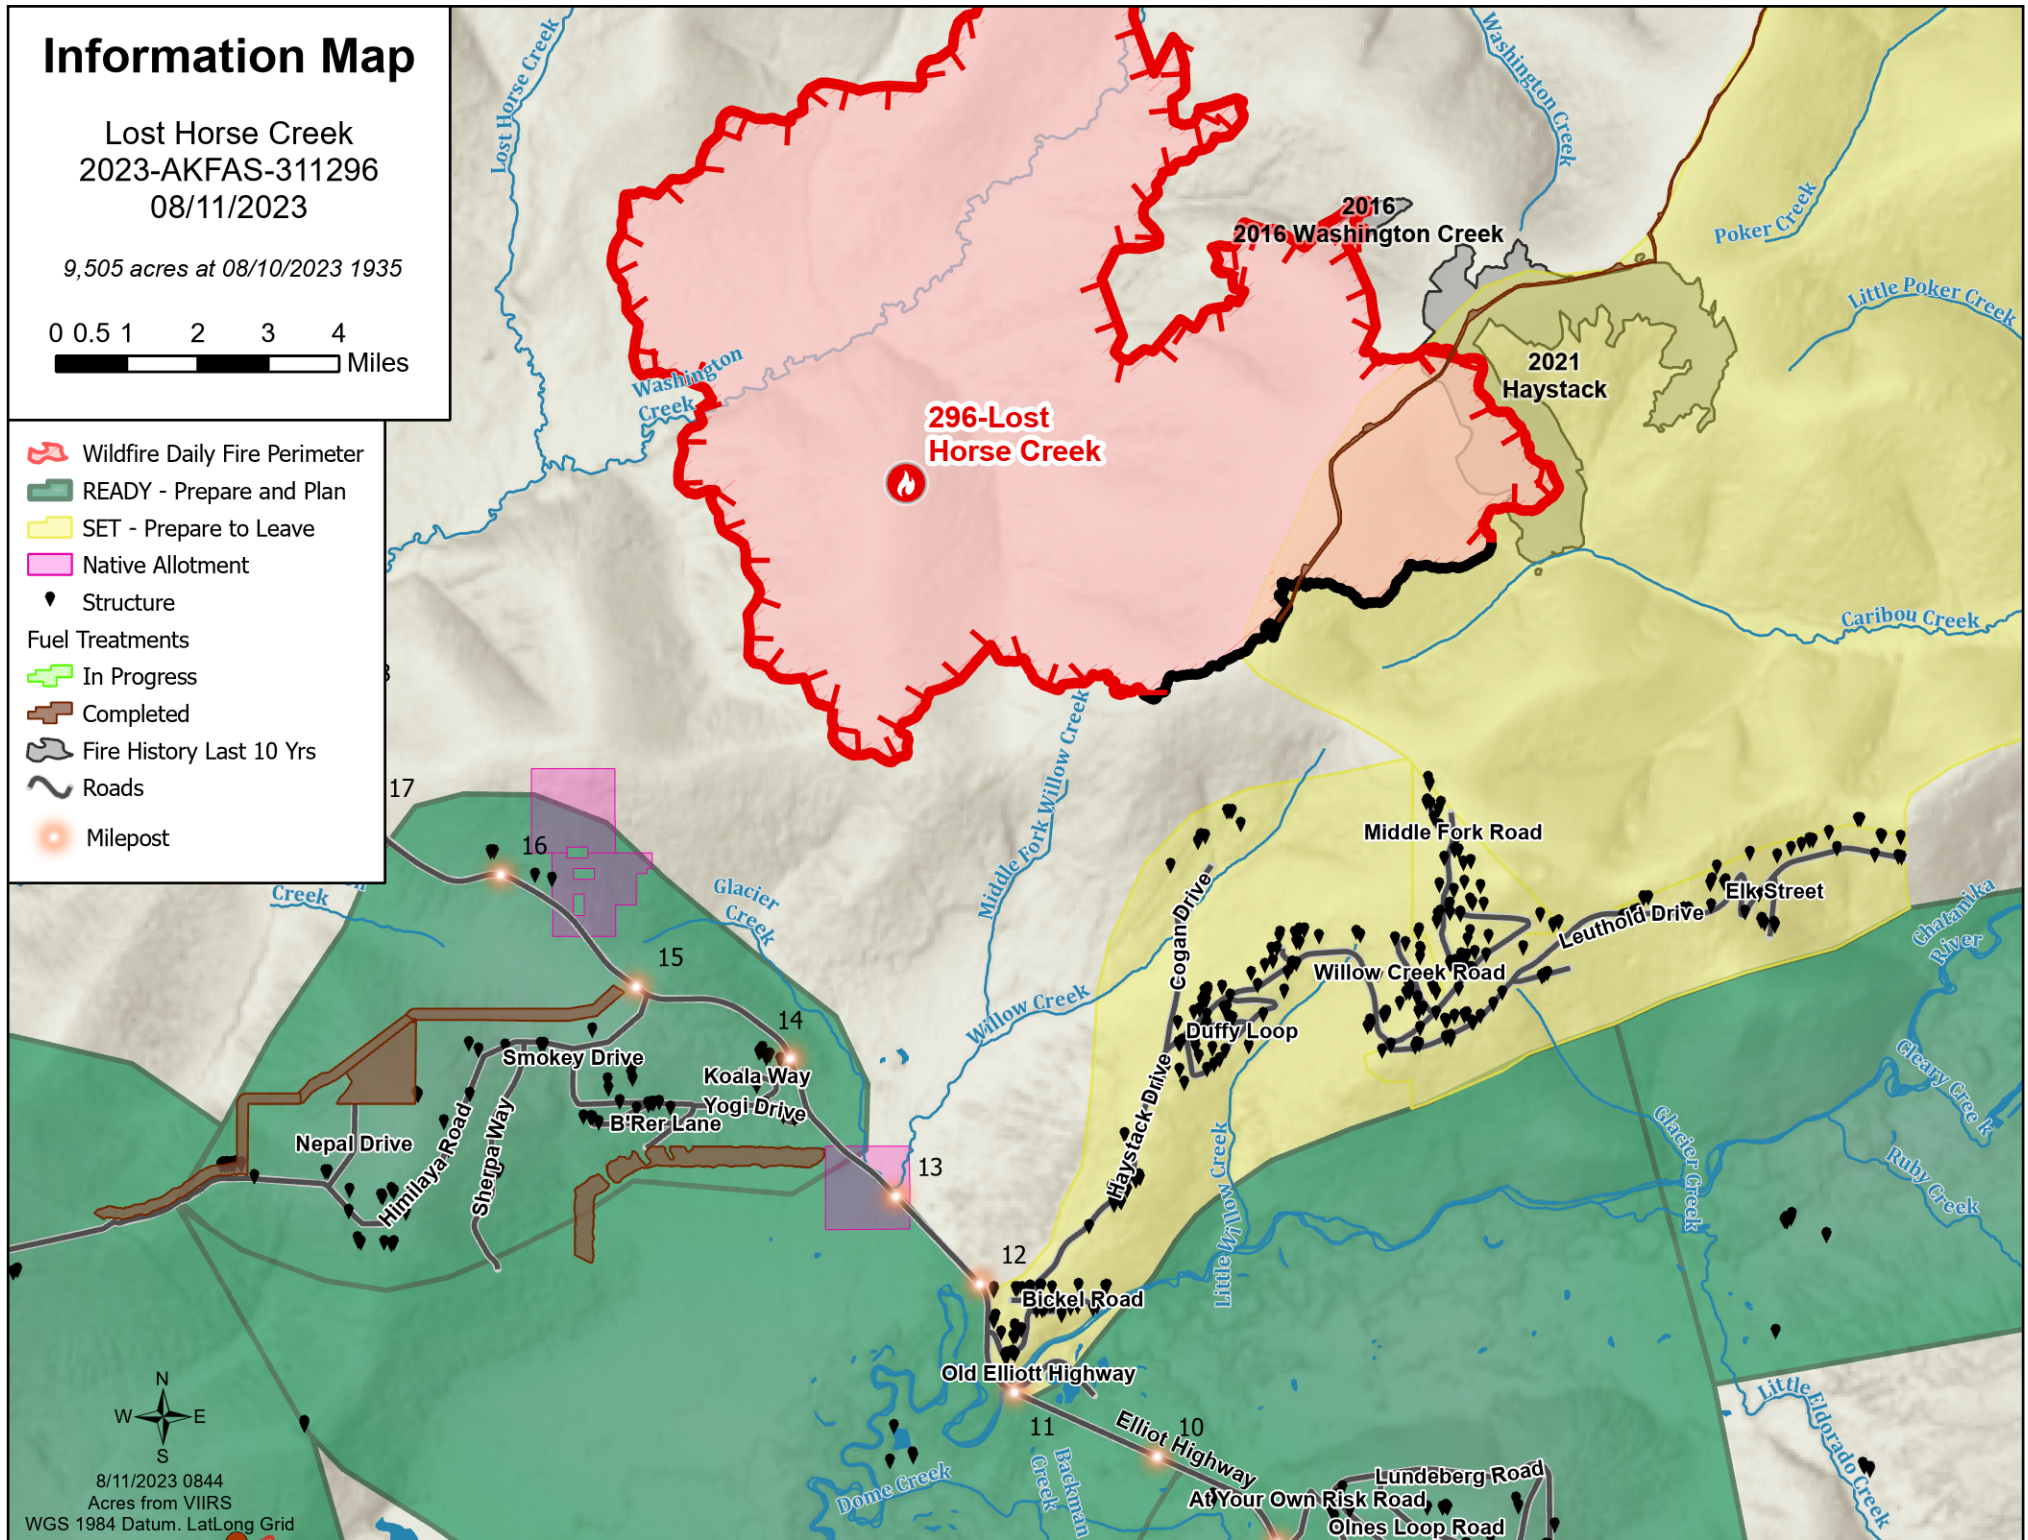 Information Map
Lost Horse Creek
2023-AKFAS-311296
08/11/2023
9,505 acres at 08/10/2023 1935
0 0.5 1 2 3 4
Miles
Wildfire Daily Fire Perimeter
READY - Prepare and Plan
SET - Prepare to Leave
Native Allotment
Structure
Fuel Treatments
In Progress
Completed
Fire History Last 10 Yrs
Roads
Milepost
Lost Horse Creek
Washington Creek
2016
2016 Washington Creek
Poker Creek
Little Poker Creek
2021
Haystack
Washington
Creek
296-Lost
Horse Creek
Caribou Creek
Middle Fork Willow Creek
17
16
Creek
Glacier
Creek
15
14
13
12
11
10
Middle Fork Road
Elk Street
Leuthold Drive
Cogan Drive
Willow Creek Road
Chatanika
River
Willow Creek
Duffy Loop
Smokey Drive
Koala Way
Yogi Drive
B'Rer Lane
Nepal Drive
Himilaya Road
Sherpa Way
Haystack Drive
Little Willow Creek
Glacier Creek
Cleary Creek
Ruby Creek
Bickel Road
Old Elliott Highway
Elliot Highway
Dome Creek
Backman
Creek
Lundeberg Road
At Your Own Risk Road
Olnes Loop Road
Little Eldorado Creek
N
W E
S
8/11/2023 0844
Acres from VIIRS
WGS 1984 Datum. LatLong Grid